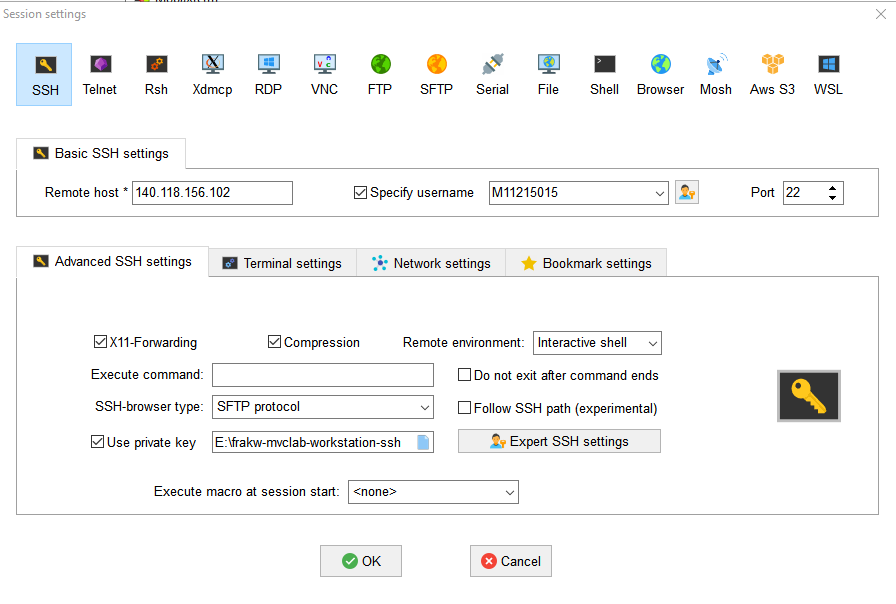 Session settings
SSH Telnet Rsh Xdmcp RDP VNC FTP SFTP Serial File Shell Browser Mosh Aws S3 WSL
Basic SSH settings
Remote host * 140.118.156.102 Specify username M11215015 Port 22
Advanced SSH settings Terminal settings Network settings Bookmark settings
X11-Forwarding Compression Remote environment: Interactive shell
Execute command: Do not exit after command ends
SSH-browser type: SFTP protocol Follow SSH path (experimental)
Use private key E:\frakw-mvclab-workstation-ssh Expert SSH settings
Execute macro at session start: <none>
OK Cancel